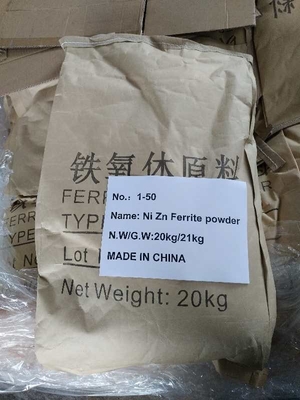 铁氧体原料
FERR
TYPE
Lot
No.: 1-50
Name: Ni Zn Ferrite powder
N.W/G.W:20kg/21kg
MADE IN CHINA
Net Weight: 20kg